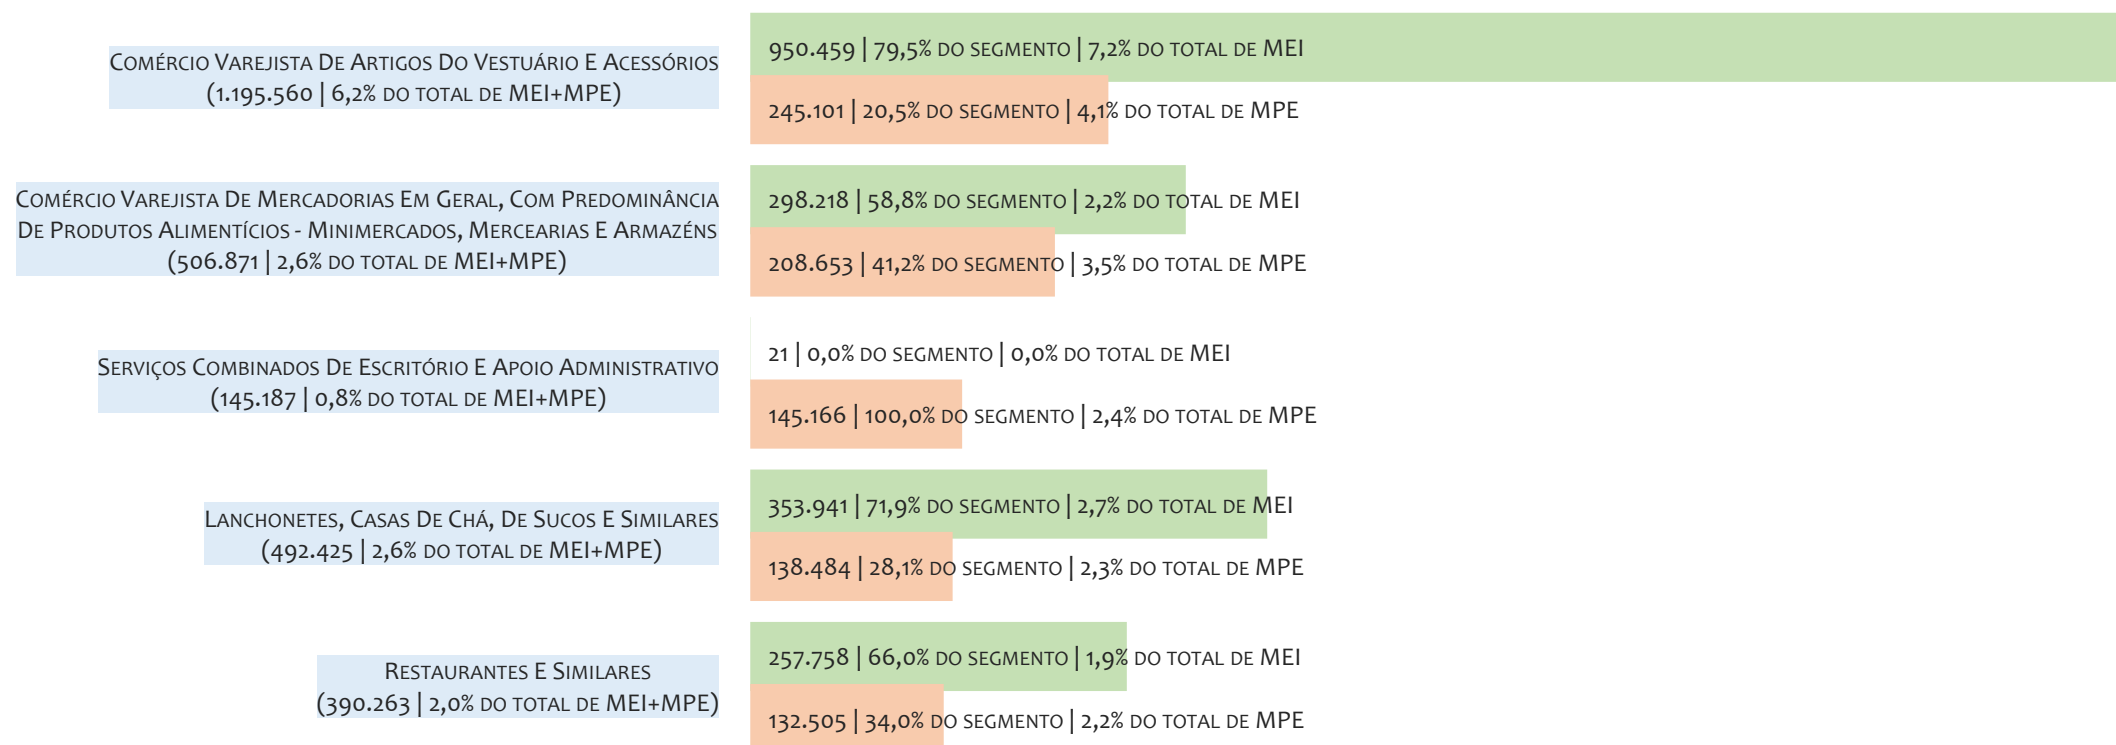 Comércio Varejista De Artigos Do Vestuário E Acessórios
(1.195.560 | 6,2% do total de MEI+MPE)
950.459 | 79,5% do segmento | 7,2% do total de MEI
245.101 | 20,5% do segmento | 4,1% do total de MPE
Comércio Varejista De Mercadorias Em Geral, Com Predominância
De Produtos Alimentícios - Minimercados, Mercearias E Armazéns
(506.871 | 2,6% do total de MEI+MPE)
298.218 | 58,8% do segmento | 2,2% do total de MEI
208.653 | 41,2% do segmento | 3,5% do total de MPE
Serviços Combinados De Escritório E Apoio Administrativo
(145.187 | 0,8% do total de MEI+MPE)
21 | 0,0% do segmento | 0,0% do total de MEI
145.166 | 100,0% do segmento | 2,4% do total de MPE
Lanchonetes, Casas De Chá, De Sucos E Similares
(492.425 | 2,6% do total de MEI+MPE)
353.941 | 71,9% do segmento | 2,7% do total de MEI
138.484 | 28,1% do segmento | 2,3% do total de MPE
Restaurantes E Similares
(390.263 | 2,0% do total de MEI+MPE)
257.758 | 66,0% do segmento | 1,9% do total de MEI
132.505 | 34,0% do segmento | 2,2% do total de MPE